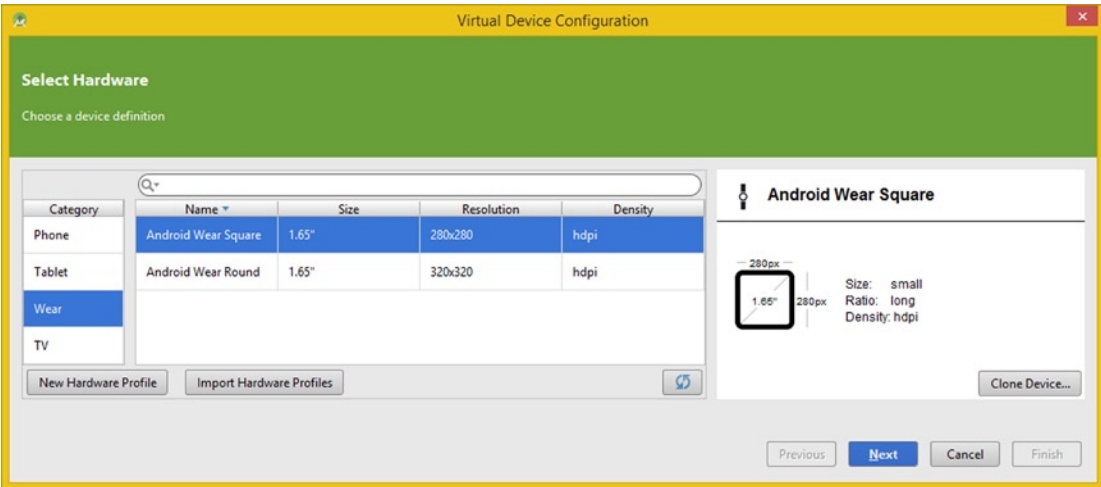 Virtual Device Configuration
Select Hardware
Choose a device definition
Category
Phone
Tablet
Wear
TV
Name Size Resolution Density
Android Wear Square 1.65" 280x280 hdpi
Android Wear Round 1.65" 320x320 hdpi
New Hardware Profile Import Hardware Profiles
Android Wear Square
280px
1.65" 280px
Size: small
Ratio: long
Density: hdpi
Clone Device...
Previous Next Cancel Finish